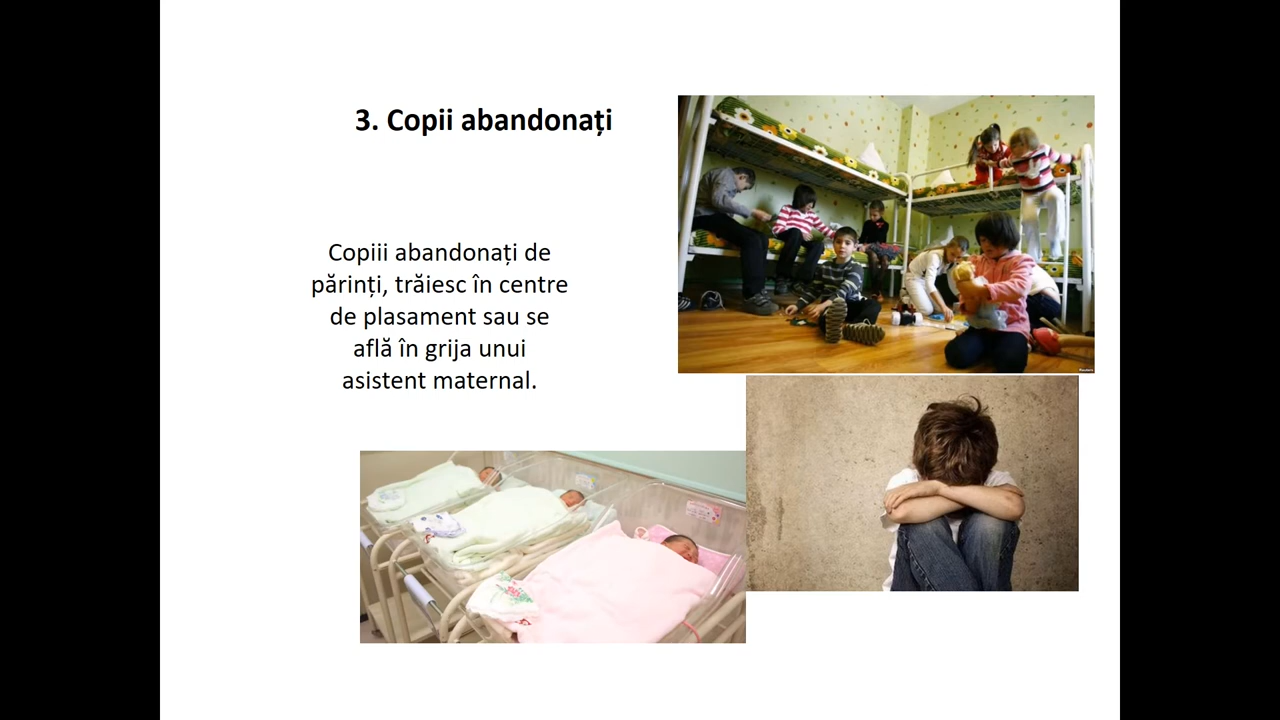 3. Copii abandonați
Copiii abandonați de
părinți, trăiesc în centre
de plasament sau se
află în grija unui
asistent maternal.